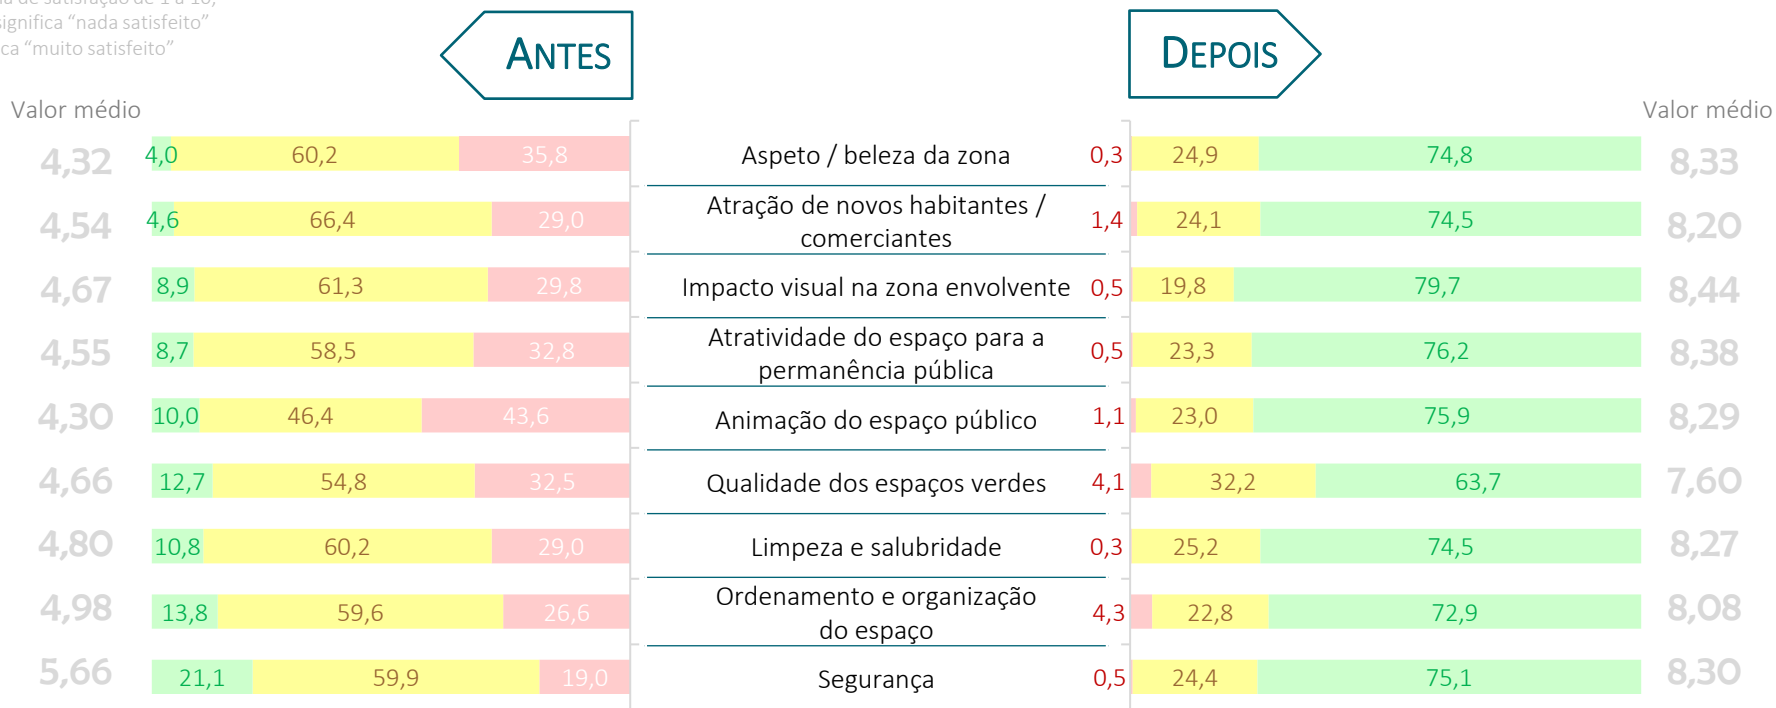 de satisfação de 1 a 10,
significa “nada satisfeito”
“muito satisfeito”
ANTES
DEPOIS
Valor médio
Valor médio
4,32 4,0 60,2 35,8 Aspeto / beleza da zona 0,3 24,9 74,8 8,33
4,54 4,6 66,4 29,0 Atração de novos habitantes / 1,4 24,1 74,5 8,20
comerciantes
4,67 8,9 61,3 29,8 Impacto visual na zona envolvente 0,5 19,8 79,7 8,44
4,55 8,7 58,5 32,8 Atratividade do espaço para a 0,5 23,3 76,2 8,38
permanência pública
4,30 10,0 46,4 43,6 Animação do espaço público 1,1 23,0 75,9 8,29
4,66 12,7 54,8 32,5 Qualidade dos espaços verdes 4,1 32,2 63,7 7,60
4,80 10,8 60,2 29,0 Limpeza e salubridade 0,3 25,2 74,5 8,27
4,98 13,8 59,6 26,6 Ordenamento e organização 4,3 22,8 72,9 8,08
do espaço
5,66 21,1 59,9 19,0 Segurança 0,5 24,4 75,1 8,30